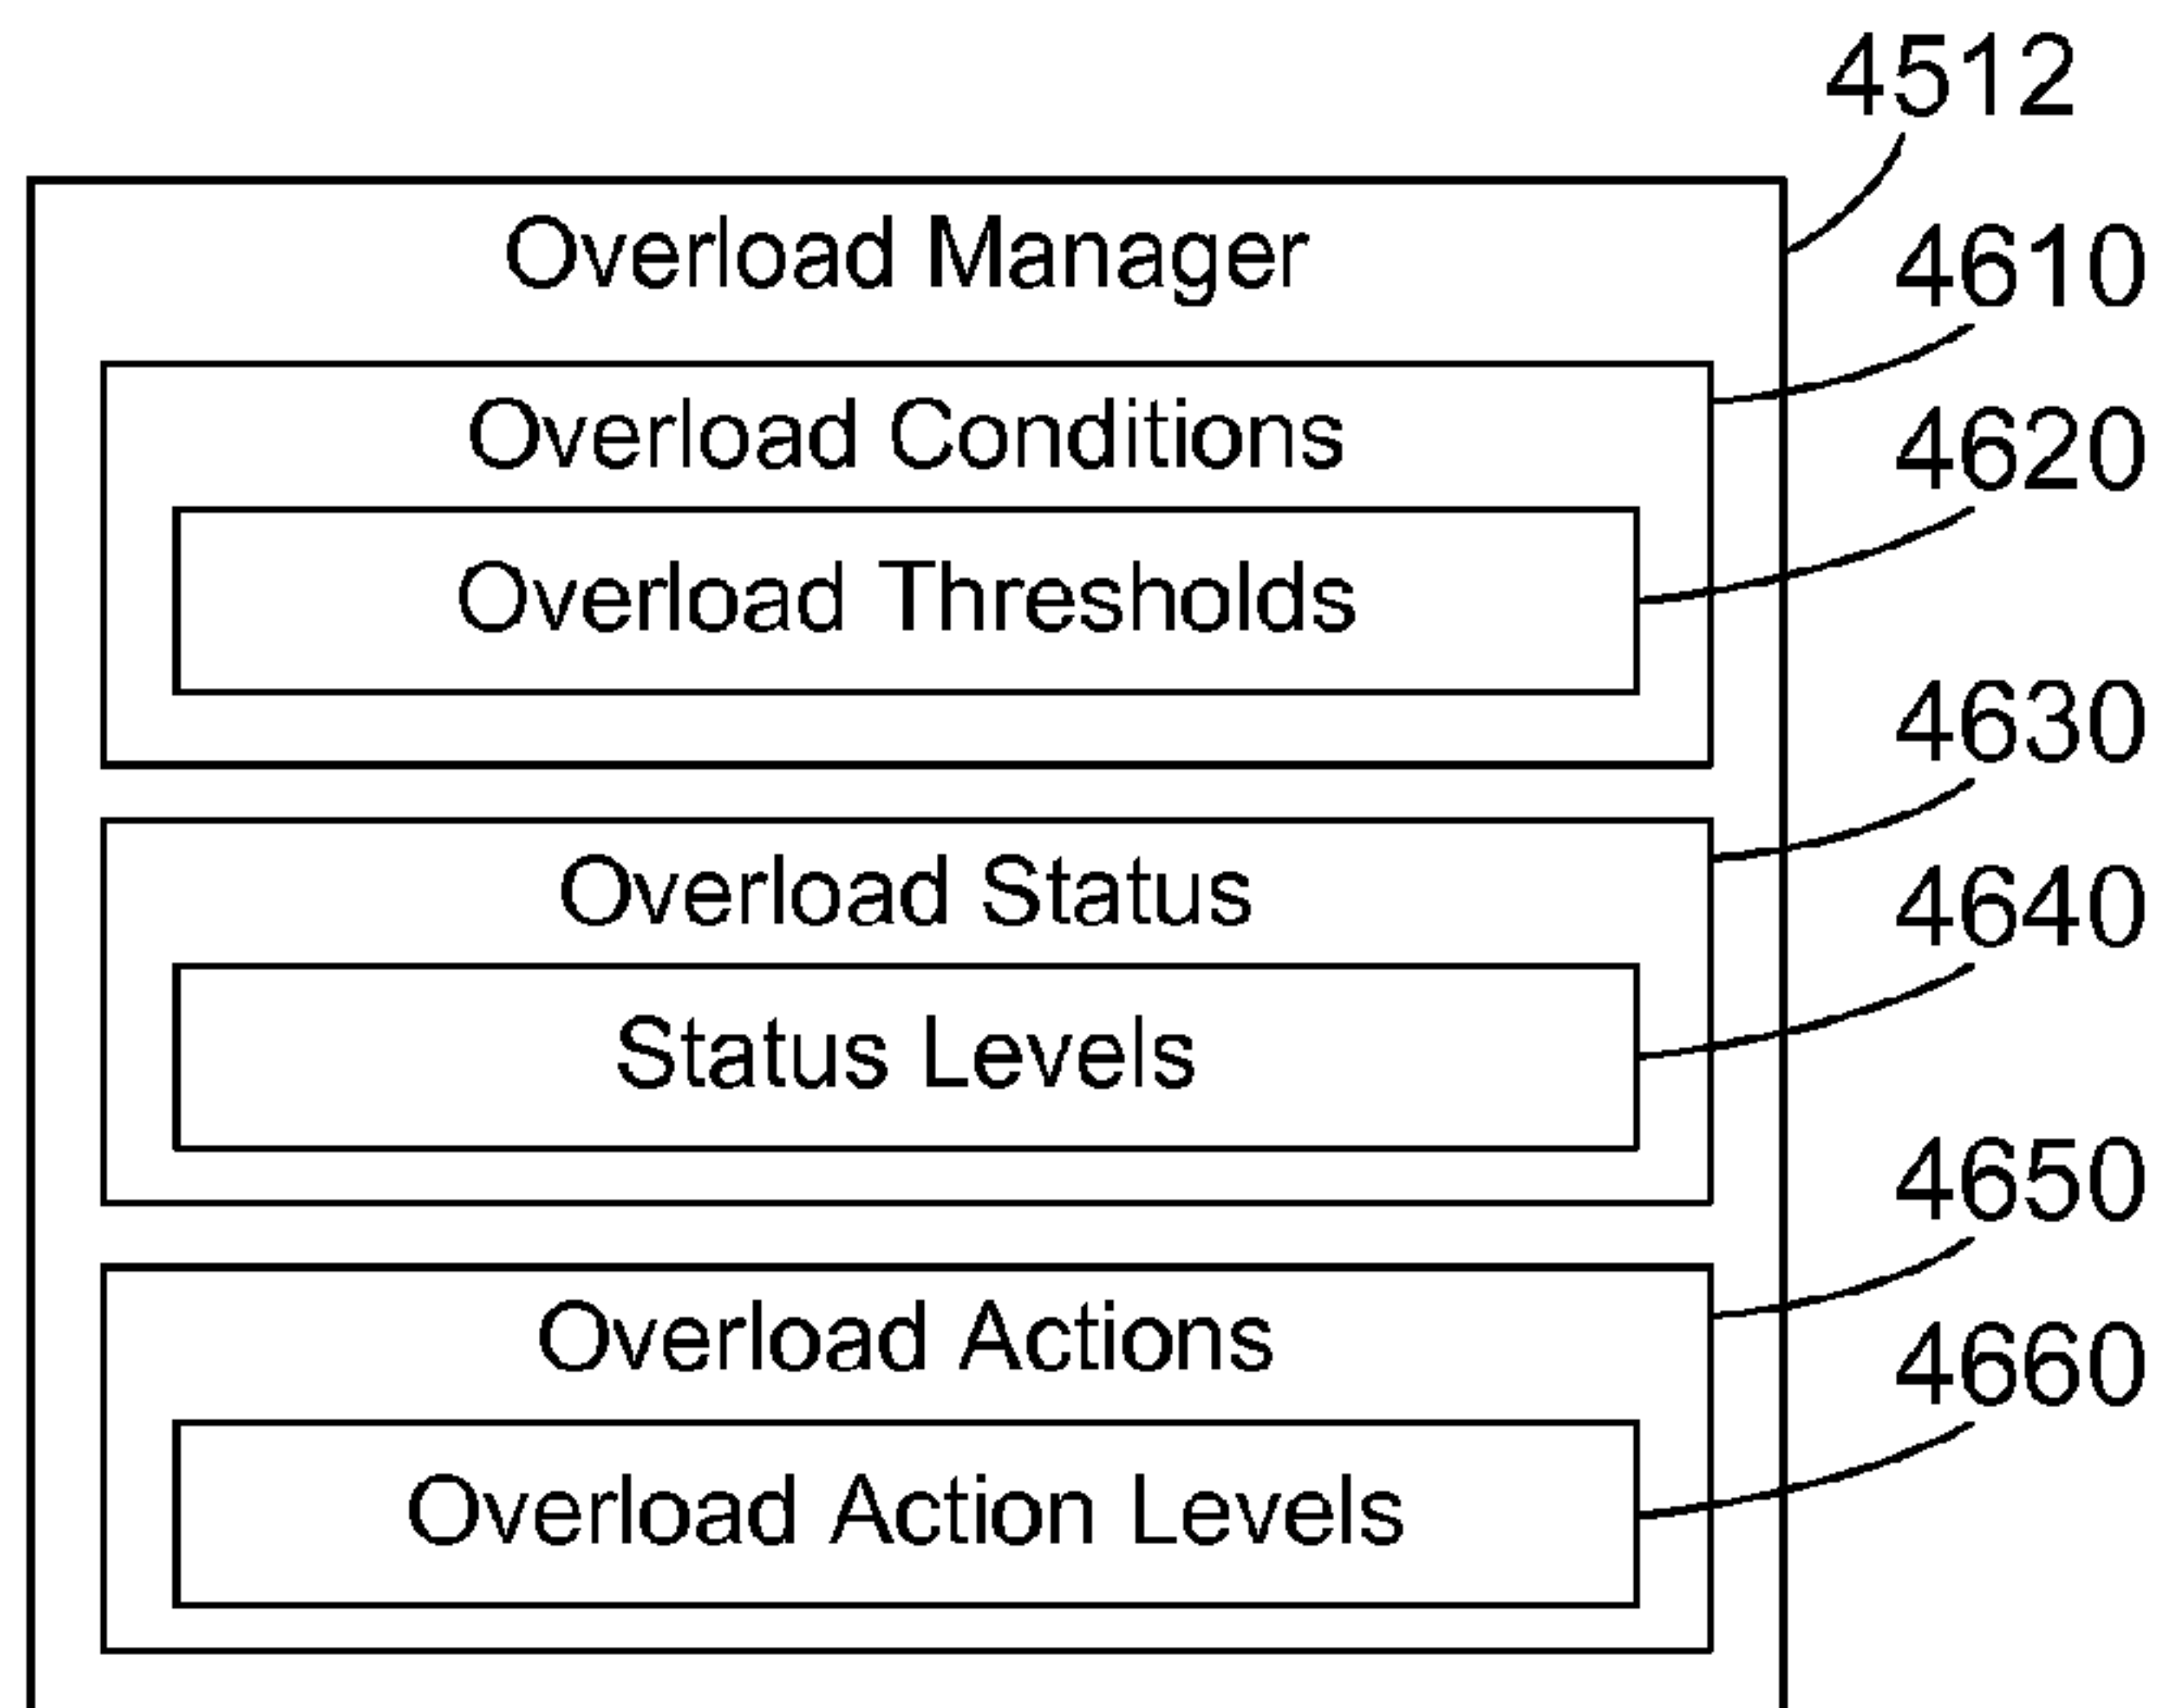 4512
Overload Manager
4610
Overload Conditions
4620
Overload Thresholds
4630
Overload Status
4640
Status Levels
4650
Overload Actions
4660
Overload Action Levels